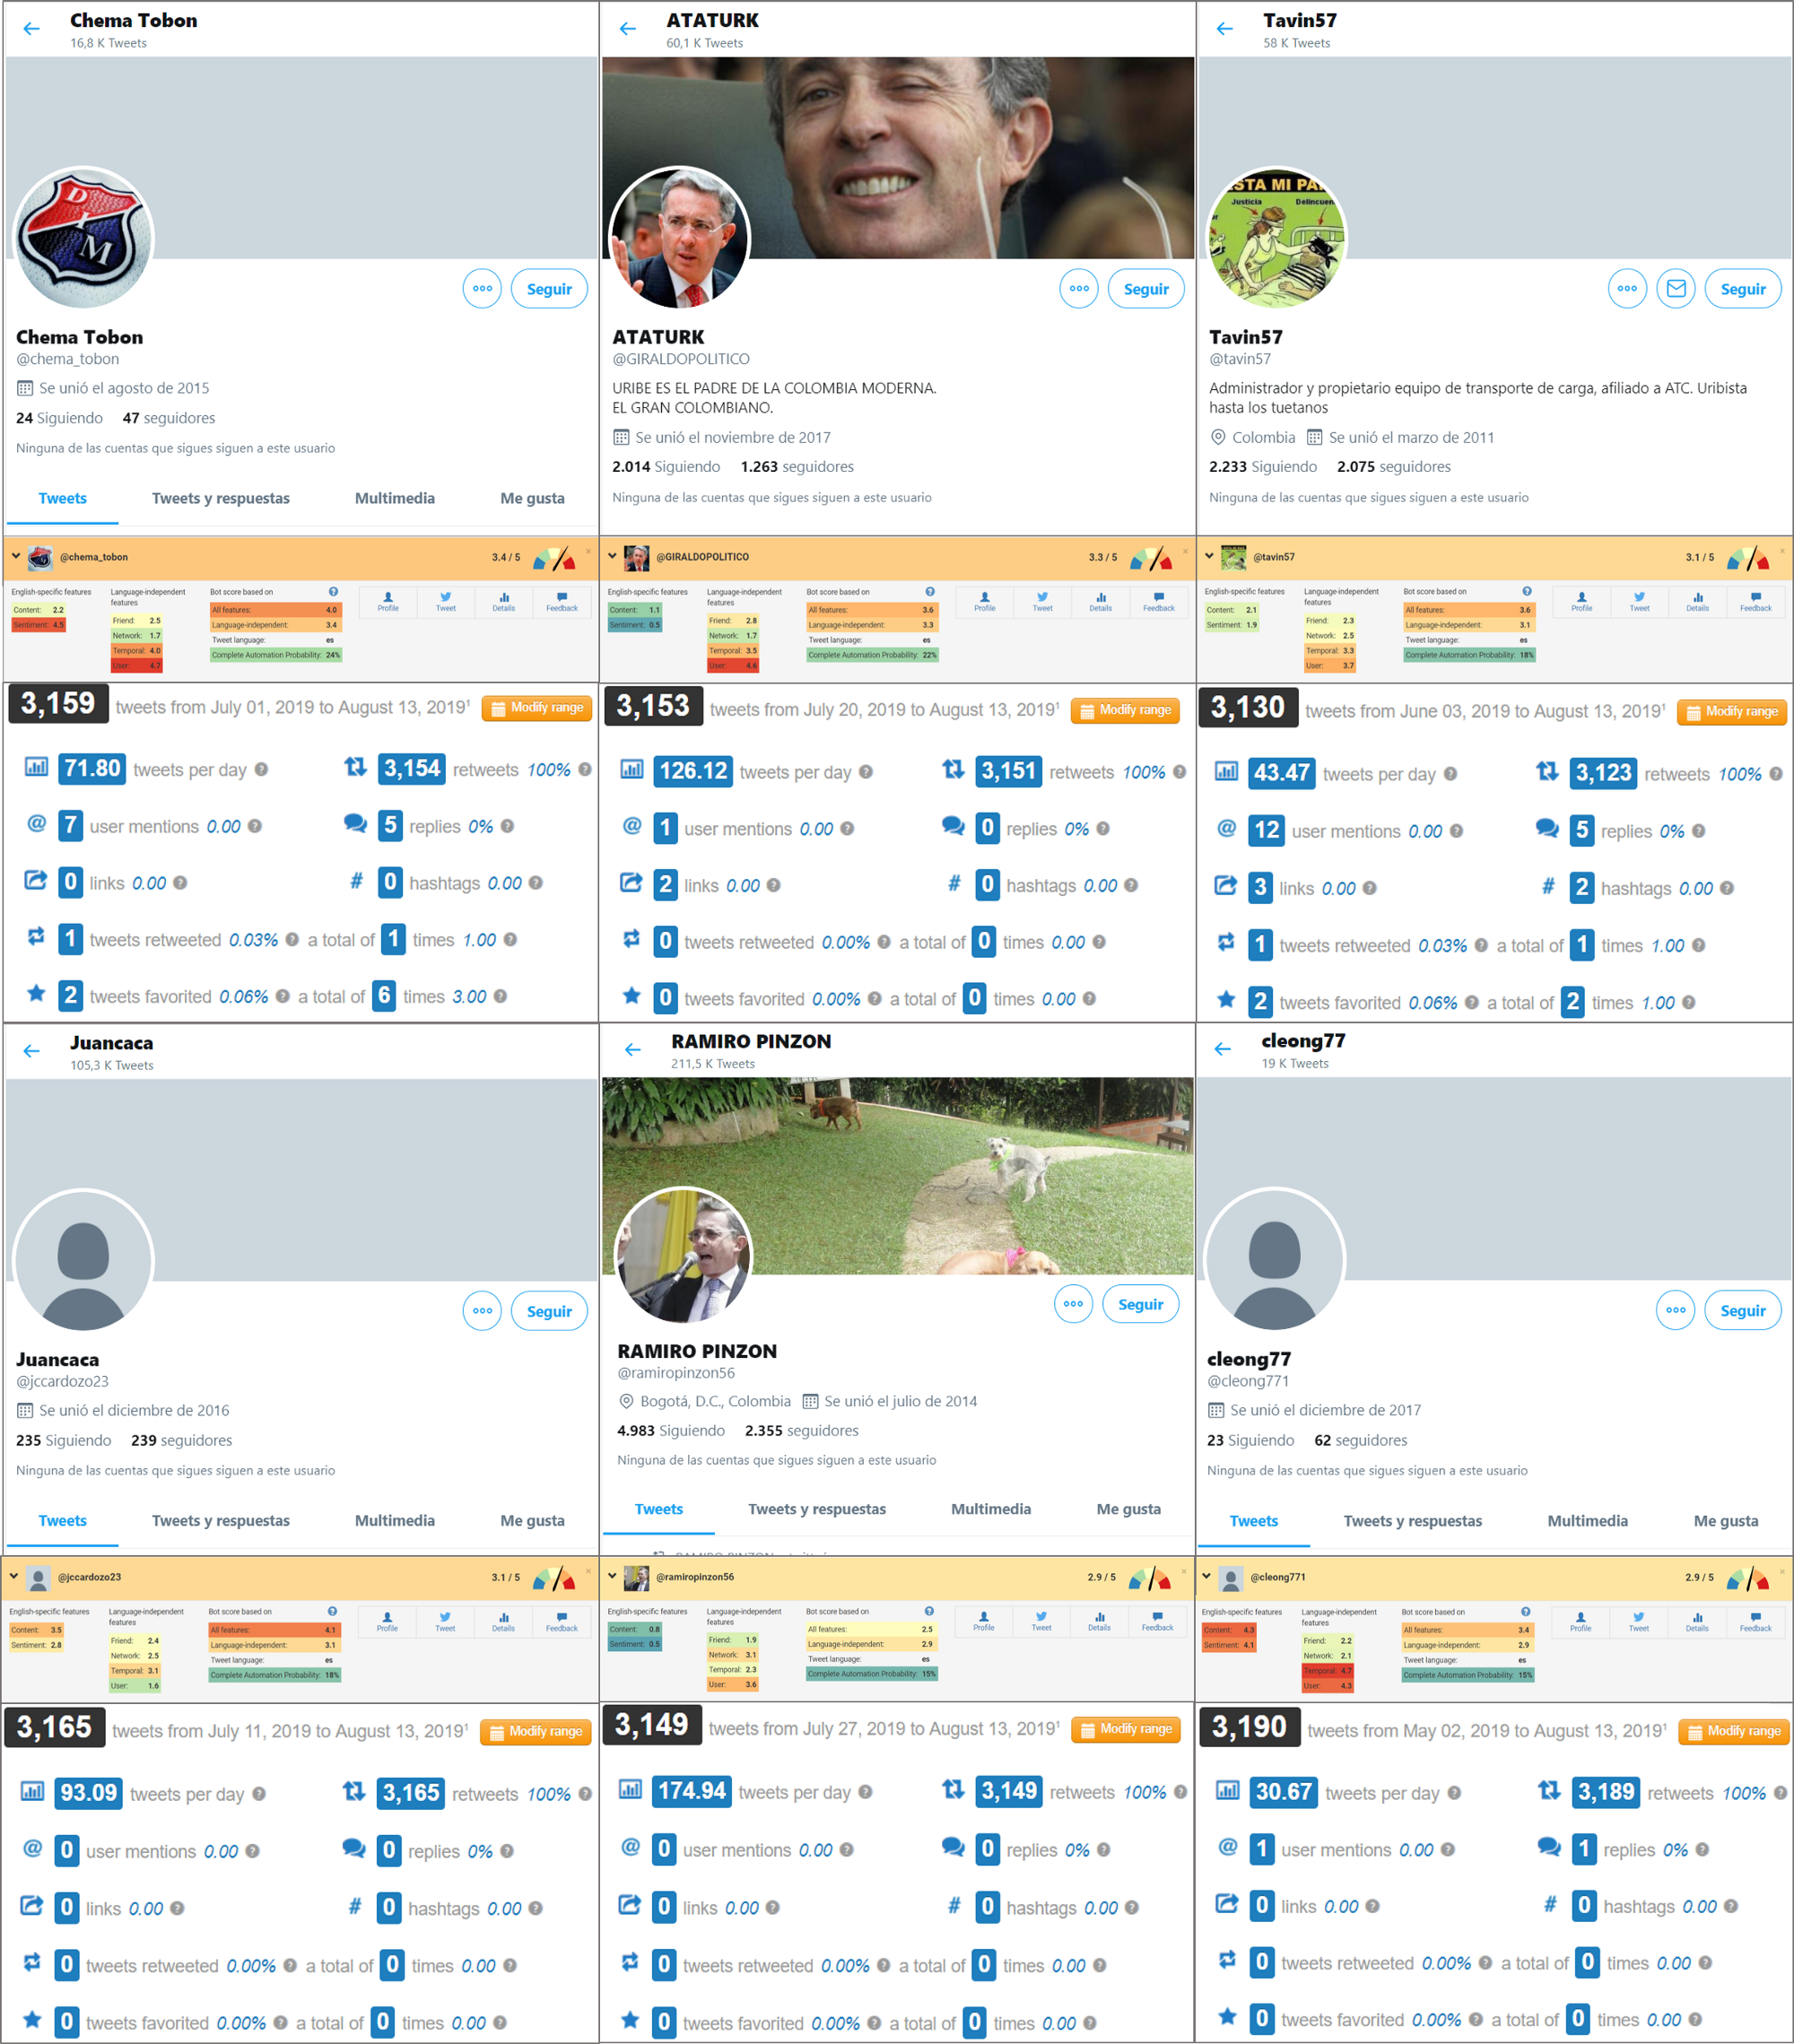 Chema Tobon
16,8 K Tweets
DIM
Seguir
Chema Tobon
@chema_tobon
Se unió el agosto de 2015
24 Siguiendo 47 seguidores
Ninguna de las cuentas que sigues siguen a este usuario
Tweets Tweets y respuestas Multimedia Me gusta
ATATURK
60,1 K Tweets
Seguir
ATATURK
@GIRALDOPOLITICO
URIBE ES EL PADRE DE LA COLOMBIA MODERNA.
EL GRAN COLOMBIANO.
Se unió el noviembre de 2017
2.014 Siguiendo 1.263 seguidores
Ninguna de las cuentas que sigues siguen a este usuario
Tavin57
58 K Tweets
STA MI PA
Justicia Delincuen
Seguir
Tavin57
@tavin57
Administrador y propietario equipo de transporte de carga, afiliado a ATC. Uribista
hasta los tuetanos
Colombia Se unió el marzo de 2011
2.233 Siguiendo 2.075 seguidores
Ninguna de las cuentas que sigues siguen a este usuario
@chema_tobon 3.4 / 5 ×
English-specific features
Content: 2.2
Sentiment: 4.5
Language-independent
features
Friend: 2.5
Network: 1.7
Temporal: 4.0
User: 4.7
Bot score based on ?
All features: 4.0
Language-independent: 3.4
Tweet language: es
Complete Automation Probability: 24%
Profile Tweet Details Feedback
@GIRALDOPOLITICO 3.3 / 5 ×
English-specific features
Content: 1.1
Sentiment: 0.5
Language-independent
features
Friend: 2.8
Network: 1.7
Temporal: 3.5
User: 4.6
Bot score based on ?
All features: 3.6
Language-independent: 3.3
Tweet language: es
Complete Automation Probability: 22%
Profile Tweet Details Feedback
@tavin57 3.1 / 5 ×
English-specific features
Content: 2.1
Sentiment: 1.9
Language-independent
features
Friend: 2.3
Network: 2.5
Temporal: 3.3
User: 3.7
Bot score based on ?
All features: 3.6
Language-independent: 3.1
Tweet language: es
Complete Automation Probability: 18%
Profile Tweet Details Feedback
3,159 tweets from July 01, 2019 to August 13, 2019¹ Modify range
71.80 tweets per day ? 3,154 retweets 100% ?
@ 7 user mentions 0.00 ? 5 replies 0% ?
0 links 0.00 ? # 0 hashtags 0.00 ?
1 tweets retweeted 0.03% ? a total of 1 times 1.00 ?
2 tweets favorited 0.06% ? a total of 6 times 3.00 ?
3,153 tweets from July 20, 2019 to August 13, 2019¹ Modify range
126.12 tweets per day ? 3,151 retweets 100% ?
@ 1 user mentions 0.00 ? 0 replies 0% ?
2 links 0.00 ? # 0 hashtags 0.00 ?
0 tweets retweeted 0.00% ? a total of 0 times 0.00 ?
0 tweets favorited 0.00% ? a total of 0 times 0.00 ?
3,130 tweets from June 03, 2019 to August 13, 2019¹ Modify range
43.47 tweets per day ? 3,123 retweets 100% ?
@ 12 user mentions 0.00 ? 5 replies 0% ?
3 links 0.00 ? # 2 hashtags 0.00 ?
1 tweets retweeted 0.03% ? a total of 1 times 1.00 ?
2 tweets favorited 0.06% ? a total of 2 times 1.00 ?
Juancaca
105,3 K Tweets
Seguir
Juancaca
@jccardozo23
Se unió el diciembre de 2016
235 Siguiendo 239 seguidores
Ninguna de las cuentas que sigues siguen a este usuario
Tweets Tweets y respuestas Multimedia Me gusta
RAMIRO PINZON
211,5 K Tweets
Seguir
RAMIRO PINZON
@ramiropinzon56
Bogotá, D.C., Colombia Se unió el julio de 2014
4.983 Siguiendo 2.355 seguidores
Ninguna de las cuentas que sigues siguen a este usuario
Tweets Tweets y respuestas Multimedia Me gusta
cleong77
19 K Tweets
Seguir
cleong77
@cleong771
Se unió el diciembre de 2017
23 Siguiendo 62 seguidores
Ninguna de las cuentas que sigues siguen a este usuario
Tweets Tweets y respuestas Multimedia Me gusta
@jccardozo23 3.1 / 5 ×
English-specific features
Content: 3.5
Sentiment: 2.8
Language-independent
features
Friend: 2.4
Network: 2.5
Temporal: 3.1
User: 1.6
Bot score based on ?
All features: 4.1
Language-independent: 3.1
Tweet language: es
Complete Automation Probability: 18%
Profile Tweet Details Feedback
@ramiropinzon56 2.9 / 5 ×
English-specific features
Content: 0.8
Sentiment: 0.5
Language-independent
features
Friend: 1.9
Network: 3.1
Temporal: 2.3
User: 3.6
Bot score based on ?
All features: 2.5
Language-independent: 2.9
Tweet language: es
Complete Automation Probability: 15%
Profile Tweet Details Feedback
@cleong771 2.9 / 5 ×
English-specific features
Content: 4.3
Sentiment: 4.1
Language-independent
features
Friend: 2.2
Network: 2.1
Temporal: 4.7
User: 4.3
Bot score based on ?
All features: 3.4
Language-independent: 2.9
Tweet language: es
Complete Automation Probability: 15%
Profile Tweet Details Feedback
3,165 tweets from July 11, 2019 to August 13, 2019¹ Modify range
93.09 tweets per day ? 3,165 retweets 100% ?
@ 0 user mentions 0.00 ? 0 replies 0% ?
0 links 0.00 ? # 0 hashtags 0.00 ?
0 tweets retweeted 0.00% ? a total of 0 times 0.00 ?
0 tweets favorited 0.00% ? a total of 0 times 0.00 ?
3,149 tweets from July 27, 2019 to August 13, 2019¹ Modify range
174.94 tweets per day ? 3,149 retweets 100% ?
@ 0 user mentions 0.00 ? 0 replies 0% ?
0 links 0.00 ? # 0 hashtags 0.00 ?
0 tweets retweeted 0.00% ? a total of 0 times 0.00 ?
0 tweets favorited 0.00% ? a total of 0 times 0.00 ?
3,190 tweets from May 02, 2019 to August 13, 2019¹ Modify range
30.67 tweets per day ? 3,189 retweets 100% ?
@ 1 user mentions 0.00 ? 1 replies 0% ?
0 links 0.00 ? # 0 hashtags 0.00 ?
0 tweets retweeted 0.00% ? a total of 0 times 0.00 ?
0 tweets favorited 0.00% ? a total of 0 times 0.00 ?